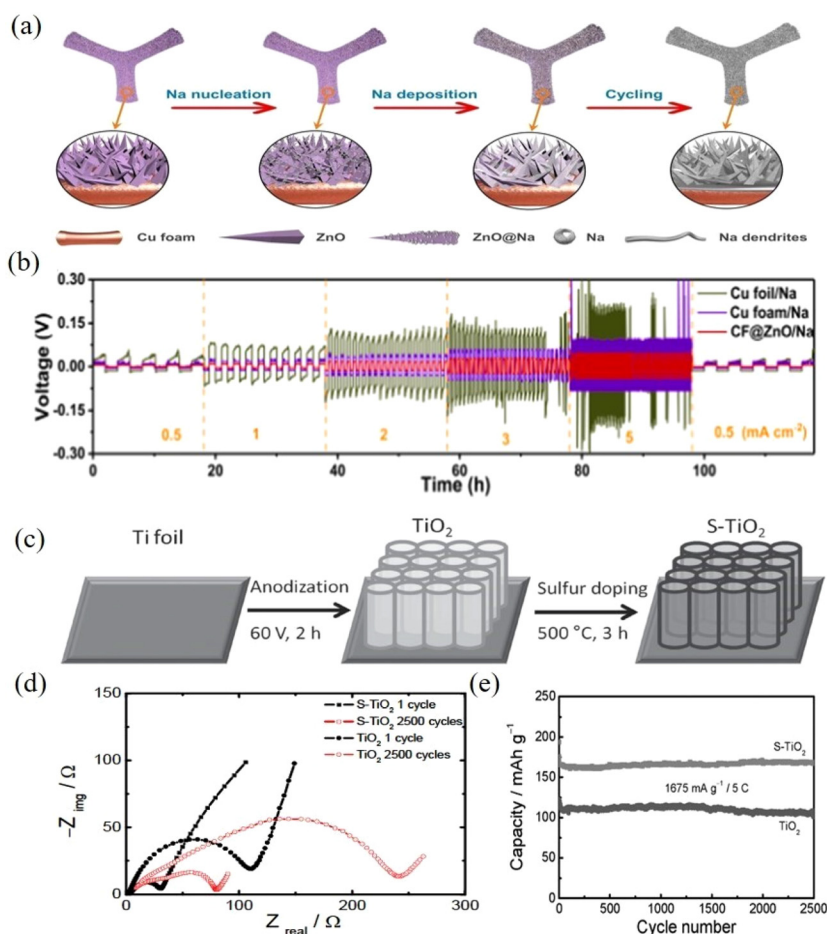 (a)
Na nucleation
Na deposition
Cycling
Cu foam
ZnO
ZnO@Na
Na
Na dendrites
(b)
Voltage (V)
0.30
0.15
0.00
-0.15
-0.30
Cu foil/Na
Cu foam/Na
CF@ZnO/Na
0.5
1
2
3
5
0.5 (mA cm⁻²)
0
20
40
60
80
100
Time (h)
(c)
Ti foil
Anodization
60 V, 2 h
TiO₂
Sulfur doping
500 °C, 3 h
S-TiO₂
(d)
-Z img / Ω
150
100
50
0
S-TiO₂ 1 cycle
S-TiO₂ 2500 cycles
TiO₂ 1 cycle
TiO₂ 2500 cycles
0
100
200
300
Z real / Ω
(e)
Capacity / mAh g⁻¹
250
200
150
100
50
0
S-TiO₂
1675 mA g⁻¹ / 5 C
TiO₂
0
500
1000
1500
2000
2500
Cycle number